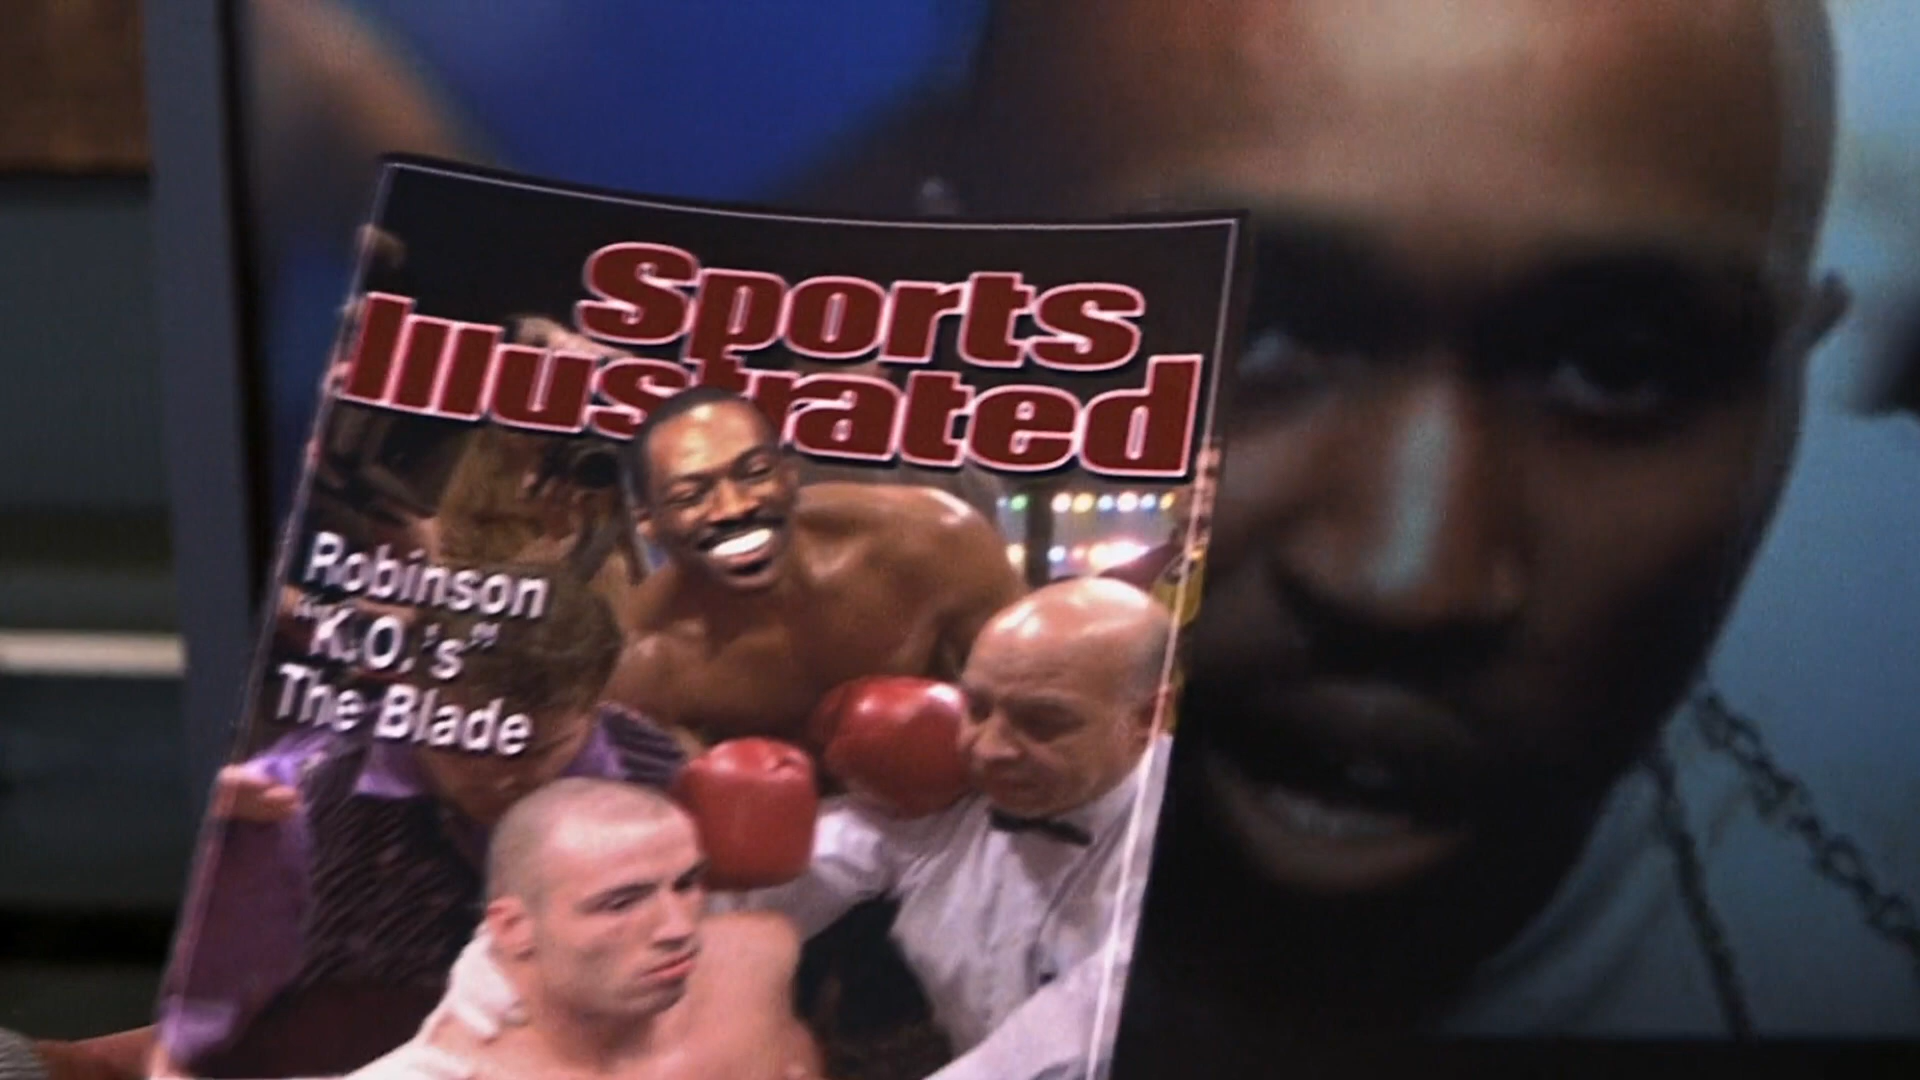 Sports
Illustrated
Robinson
"K.O.'s"
The Blade